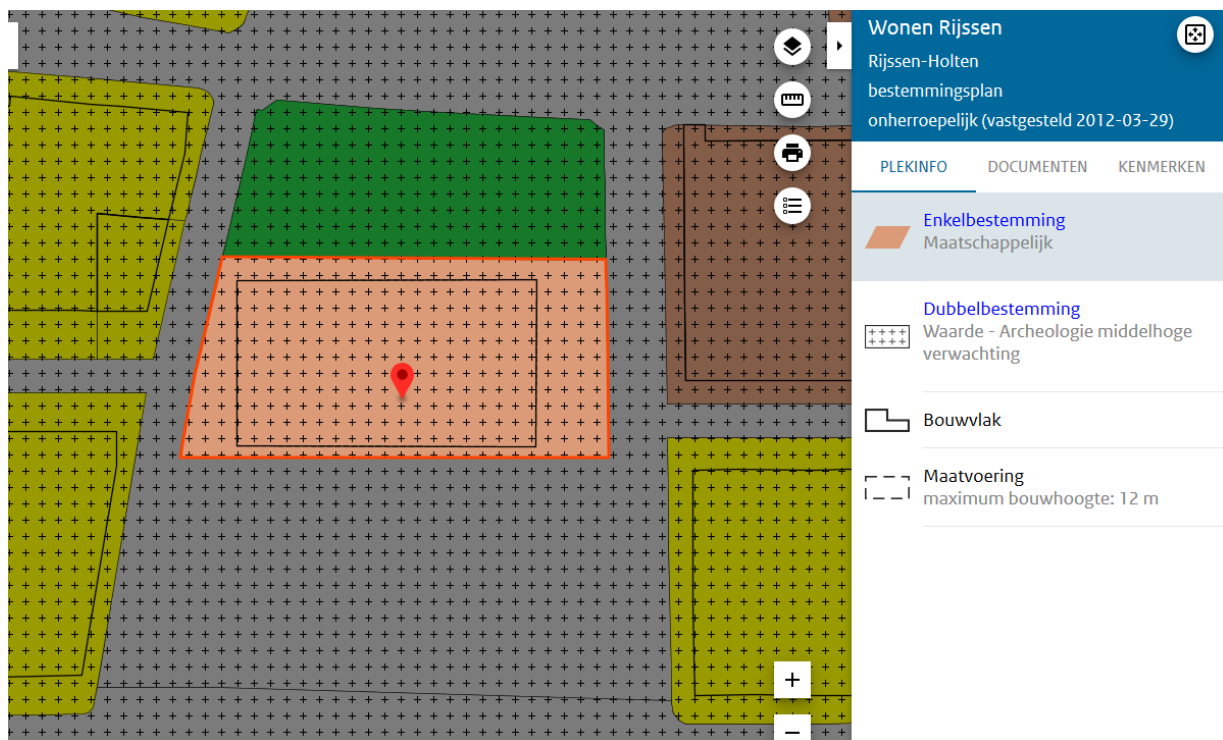 Wonen Rijssen
Rijssen-Holten
bestemmingsplan
onherroepelijk (vastgesteld 2012-03-29)
PLEKINFO DOCUMENTEN KENMERKEN
Enkelbestemming
Maatschappelijk
Dubbelbestemming
Waarde - Archeologie middelhoge
verwachting
Bouwvlak
Maatvoering
maximum bouwhoogte: 12 m